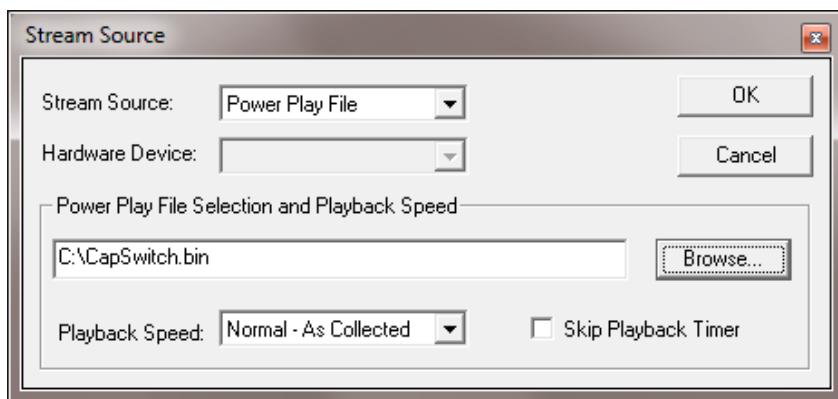 Stream Source
Stream Source: Power Play File OK
Hardware Device: Cancel
Power Play File Selection and Playback Speed
C:\CapSwitch.bin Browse...
Playback Speed: Normal - As Collected Skip Playback Timer